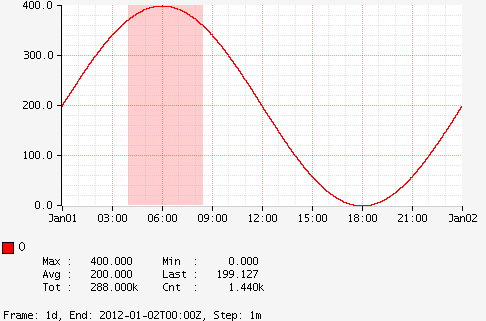 400.0
300.0
200.0
100.0
0.0
Jan01 03:00 06:00 09:00 12:00 15:00 18:00 21:00 Jan02
0
Max : 400.000 Min : 0.000
Avg : 200.000 Last : 199.127
Tot : 288.000k Cnt : 1.440k
Frame: 1d, End: 2012-01-02T00:00Z, Step: 1m